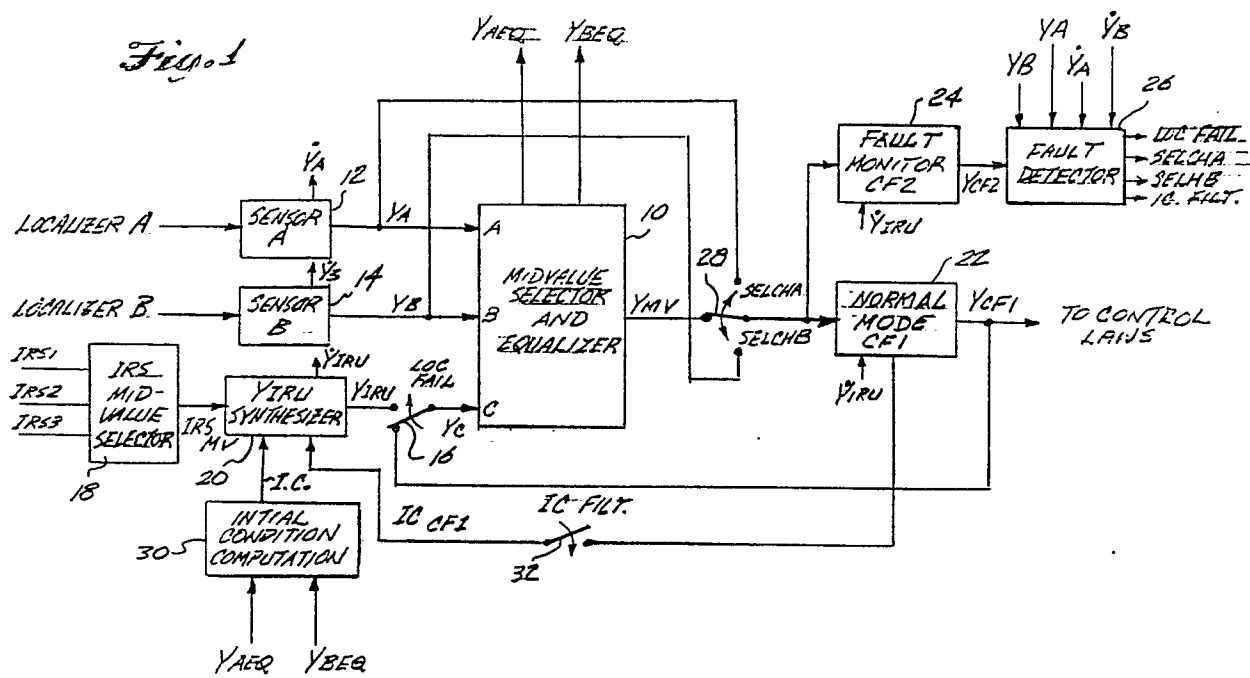 Fig. 1
YAEQ
YBEQ
YB
YA
ẎA
ẎB
26
24
FAULT
MONITOR
CF2
YCF2
ẎIRU
FAULT
DETECTOR
LOC FAIL
SELCHA
SELHB
IC. FILT.
LOCALIZER A
ẎA
12
SENSOR
A
YA
LOCALIZER B
14
SENSOR
B
YB
10
A
B
C
MIDVALUE
SELECTOR
AND
EQUALIZER
YMV
28
SELCHA
SELCHB
22
NORMAL
MODE
CF1
YCF1
TO CONTROL
LAWS
IRS1
IRS2
IRS3
IRS
MID-
VALUE
SELECTOR
18
IRS MV
ẎIRU
YIRU
SYNTHESIZER
20
YIRU
LOC
FAIL
YC
16
I.C.
30
INTIAL
CONDITION
COMPUTATION
IC CF1
IC FILT.
32
YAEQ
YBEQ